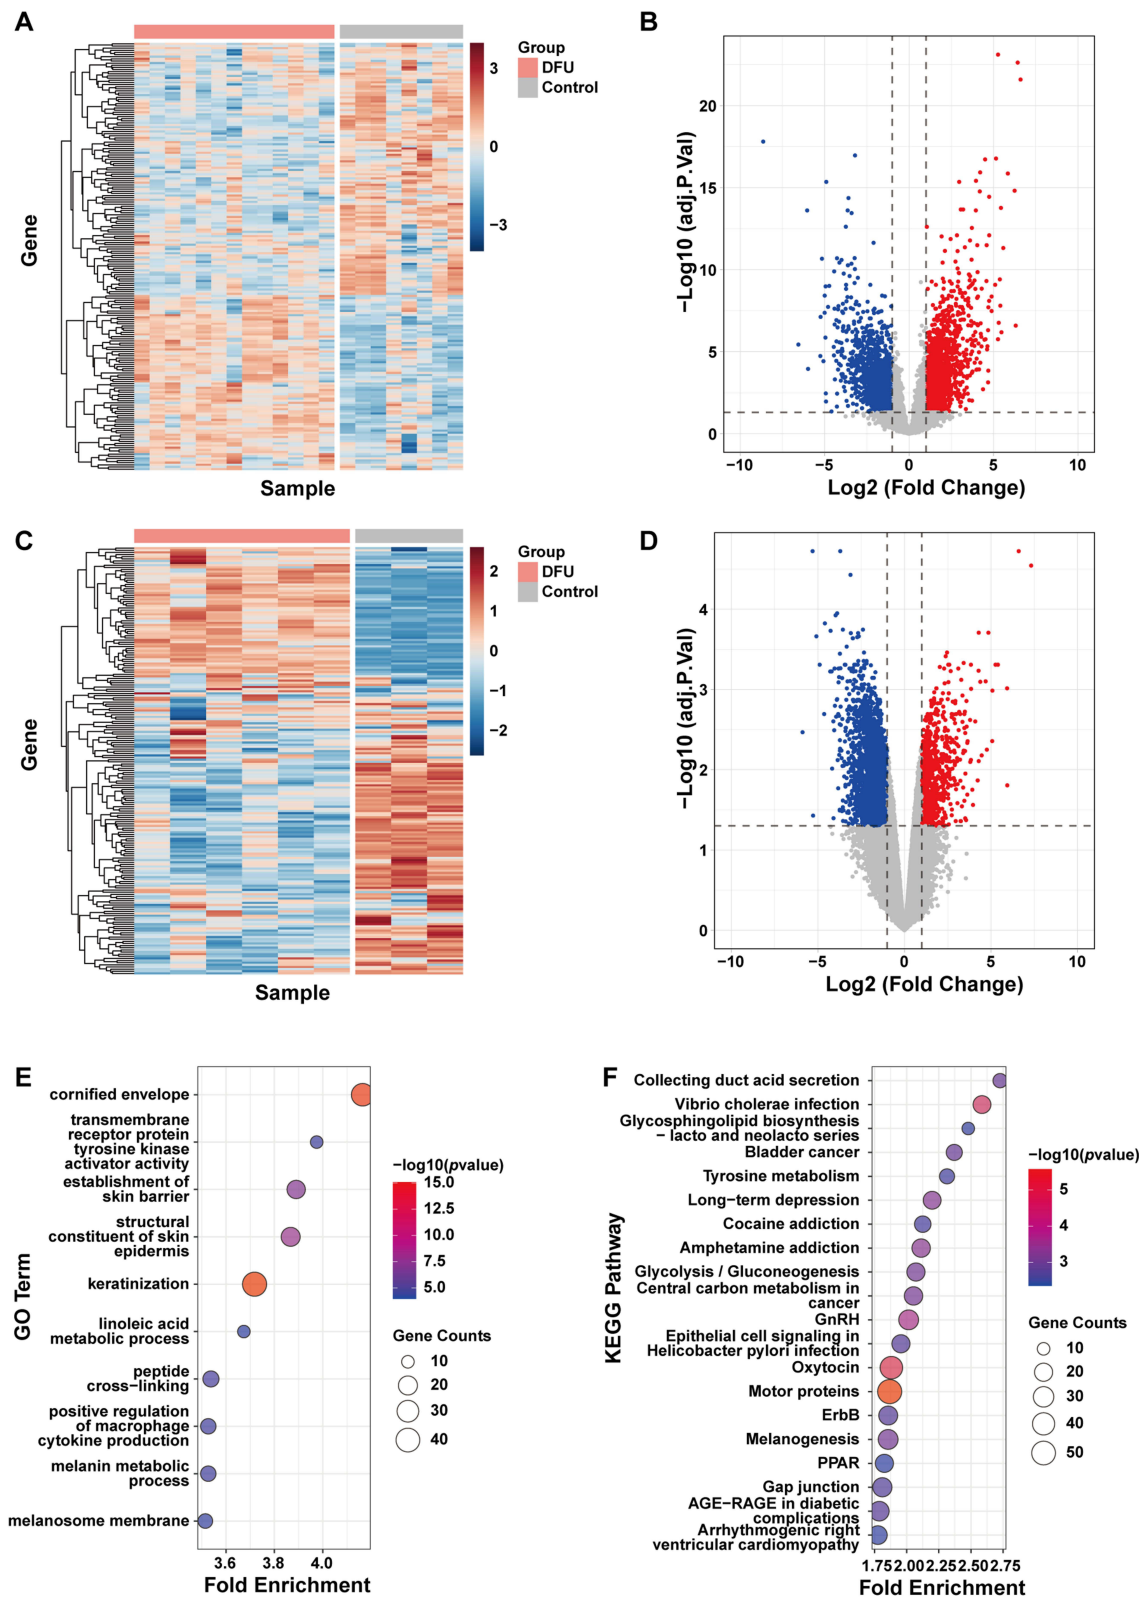 A
Group
DFU
Control
3
0
−3
Gene
Sample
B
20
15
10
5
0
−10
−5
0
5
10
−Log10 (adj.P.Val)
Log2 (Fold Change)
C
Group
DFU
Control
2
1
0
−1
−2
Gene
Sample
D
4
3
2
1
0
−10
−5
0
5
10
−Log10 (adj.P.Val)
Log2 (Fold Change)
E
GO Term
cornified envelope
transmembrane
receptor protein
tyrosine kinase
activator activity
establishment of
skin barrier
structural
constituent of skin
epidermis
keratinization
linoleic acid
metabolic process
peptide
cross−linking
positive regulation
of macrophage
cytokine production
melanin metabolic
process
melanosome membrane
3.6
3.8
4.0
Fold Enrichment
−log10(pvalue)
15.0
12.5
10.0
7.5
5.0
Gene Counts
10
20
30
40
F
KEGG Pathway
Collecting duct acid secretion
Vibrio cholerae infection
Glycosphingolipid biosynthesis
− lacto and neolacto series
Bladder cancer
Tyrosine metabolism
Long−term depression
Cocaine addiction
Amphetamine addiction
Glycolysis / Gluconeogenesis
Central carbon metabolism in
cancer
GnRH
Epithelial cell signaling in
Helicobacter pylori infection
Oxytocin
Motor proteins
ErbB
Melanogenesis
PPAR
Gap junction
AGE−RAGE in diabetic
complications
Arrhythmogenic right
ventricular cardiomyopathy
1.75
2.00
2.25
2.50
2.75
Fold Enrichment
−log10(pvalue)
5
4
3
Gene Counts
10
20
30
40
50